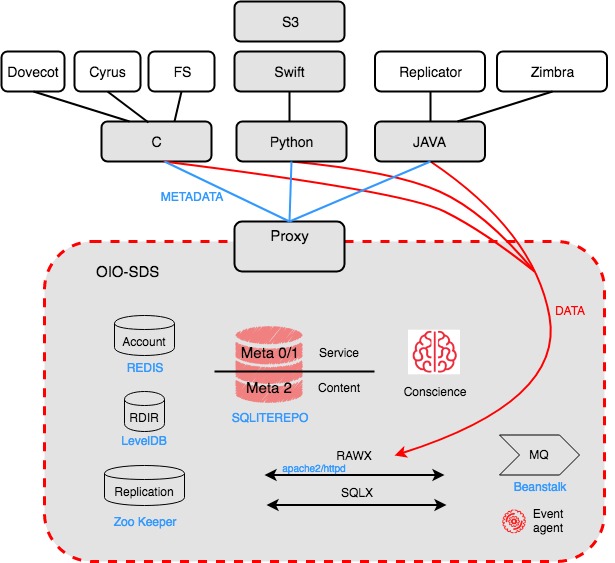 S3
Dovecot
Cyrus
FS
Swift
Replicator
Zimbra
C
Python
JAVA
METADATA
Proxy
OIO-SDS
DATA
Account
REDIS
Meta 0/1
Service
Meta 2
Content
SQLITEREPO
Conscience
RDIR
LevelDB
RAWX
apache2/httpd
MQ
Beanstalk
Replication
SQLX
Zoo Keeper
Event
agent